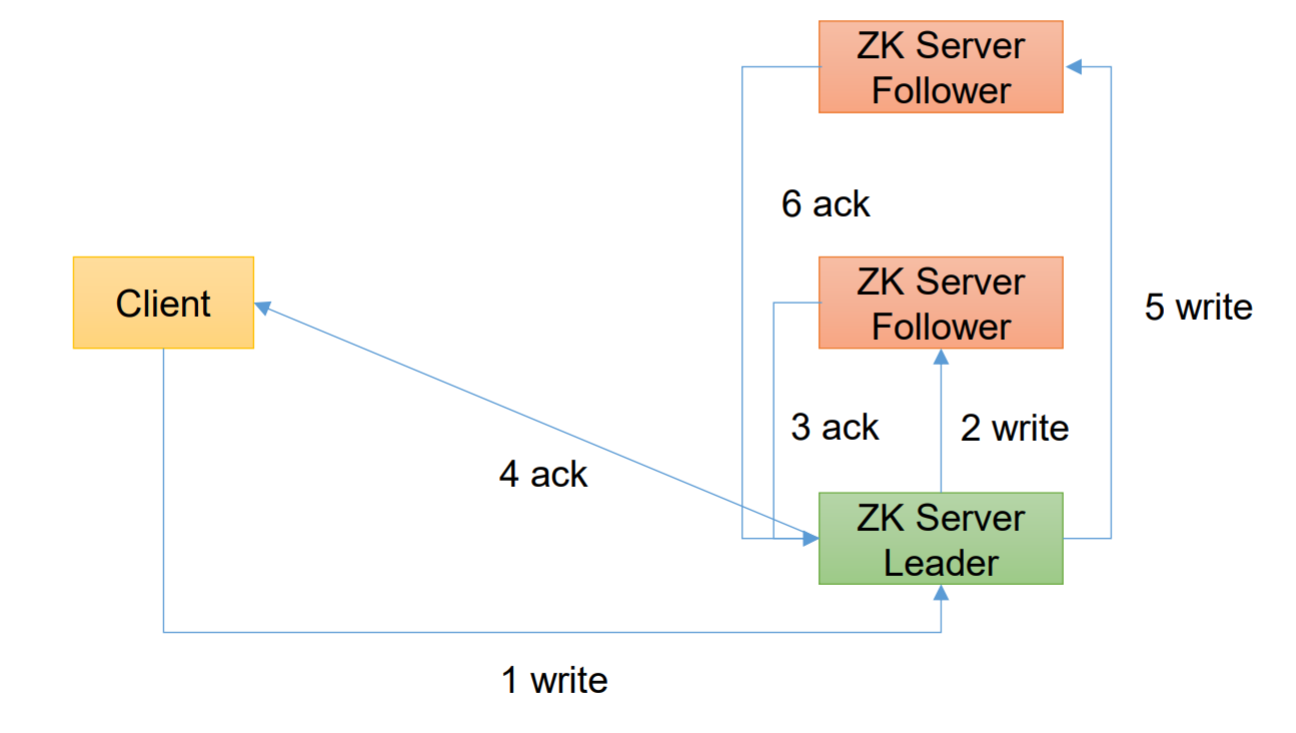 ZK Server
Follower
6 ack
Client
ZK Server
Follower
5 write
3 ack
2 write
4 ack
ZK Server
Leader
1 write